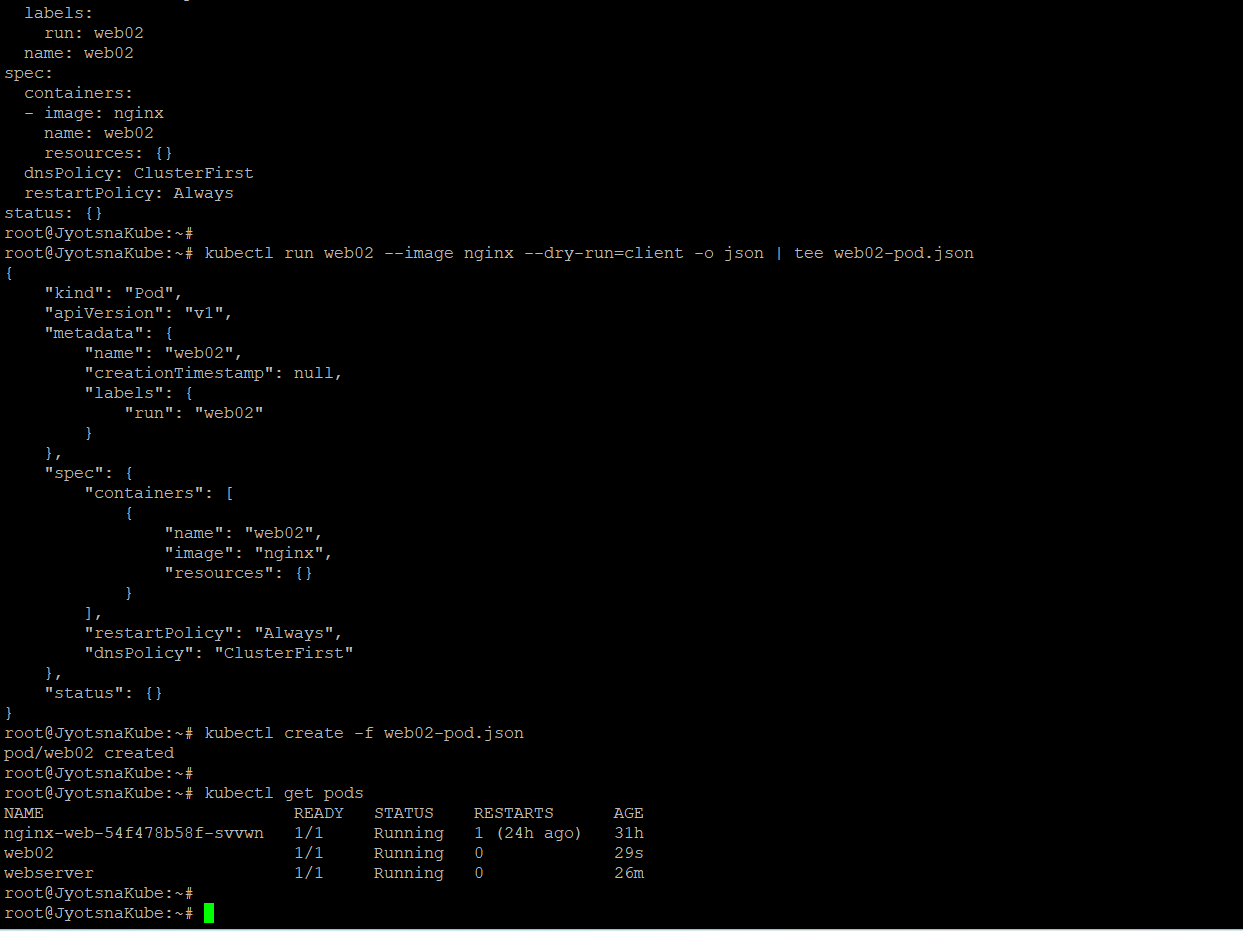 labels:
    run: web02
  name: web02
spec:
  containers:
  - image: nginx
    name: web02
    resources: {}
  dnsPolicy: ClusterFirst
  restartPolicy: Always
status: {}
root@JyotsnaKube:~#
root@JyotsnaKube:~# kubectl run web02 --image nginx --dry-run=client -o json | tee web02-pod.json
{
    "kind": "Pod",
    "apiVersion": "v1",
    "metadata": {
        "name": "web02",
        "creationTimestamp": null,
        "labels": {
            "run": "web02"
        }
    },
    "spec": {
        "containers": [
            {
                "name": "web02",
                "image": "nginx",
                "resources": {}
            }
        ],
        "restartPolicy": "Always",
        "dnsPolicy": "ClusterFirst"
    },
    "status": {}
}
root@JyotsnaKube:~# kubectl create -f web02-pod.json
pod/web02 created
root@JyotsnaKube:~#
root@JyotsnaKube:~# kubectl get pods
NAME                         READY   STATUS    RESTARTS      AGE
nginx-web-54f478b58f-svvwn   1/1     Running   1 (24h ago)   31h
web02                        1/1     Running   0             29s
webserver                    1/1     Running   0             26m
root@JyotsnaKube:~#
root@JyotsnaKube:~#